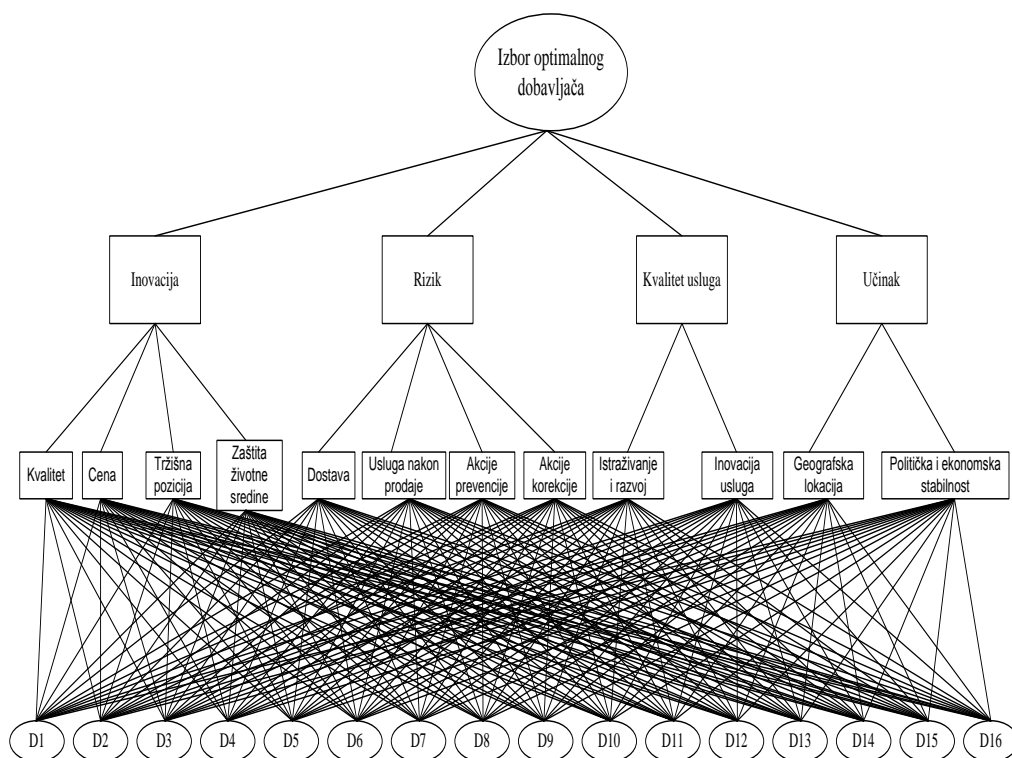 Izbor optimalnog
dobavljača
Inovacija
Rizik
Kvalitet usluga
Učinak
Kvalitet
Cena
Tržišna
pozicija
Zaštita
životne
sredine
Dostava
Usluga nakon
prodaje
Akcije
prevencije
Akcije
korekcije
Istraživanje
i razvoj
Inovacija
usluga
Geografska
lokacija
Politička i ekonomska
stabilnost
D1
D2
D3
D4
D5
D6
D7
D8
D9
D10
D11
D12
D13
D14
D15
D16